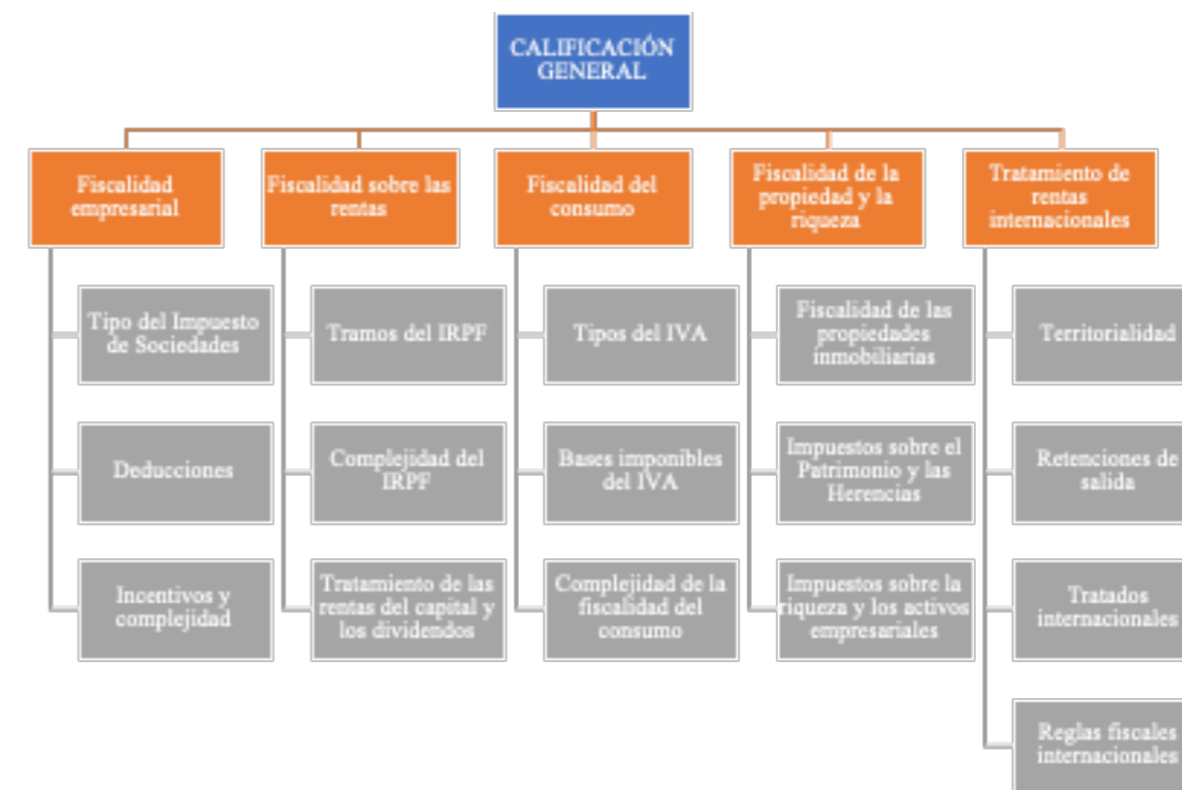 CALIFICACIÓN
GENERAL
Fiscalidad
empresarial
Tipo del Impuesto
de Sociedades
Deducciones
Incentivos y
complejidad
Fiscalidad sobre las
rentas
Tramos del IRPF
Complejidad del
IRPF
Tratamiento de las
rentas del capital y
los dividendos
Fiscalidad del
consumo
Tipos del IVA
Bases imponibles
del IVA
Complejidad de la
fiscalidad del
consumo
Fiscalidad de la
propiedad y la
riqueza
Fiscalidad de las
propiedades
inmobiliarias
Impuestos sobre el
Patrimonio y las
Herencias
Impuestos sobre la
riqueza y los activos
empresariales
Tratamiento de
rentas
internacionales
Territorialidad
Retenciones de
salida
Tratados
internacionales
Reglas fiscales
internacionales